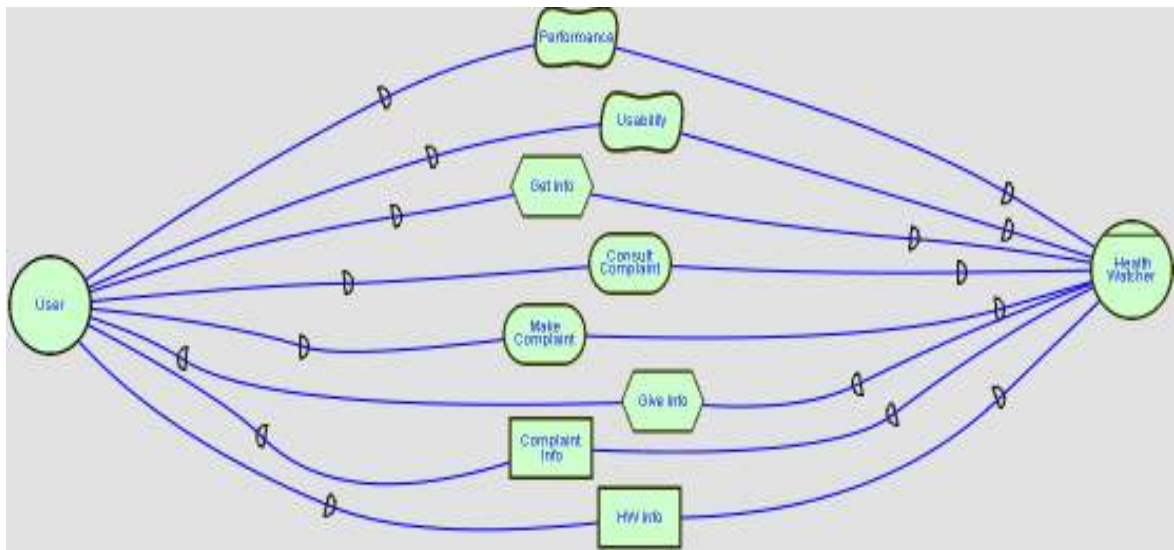 Performance
Usability
Get Info
Consult
Complaint
User
Health
Watcher
Make
Complaint
Give Info
Complaint
Info
HW Info